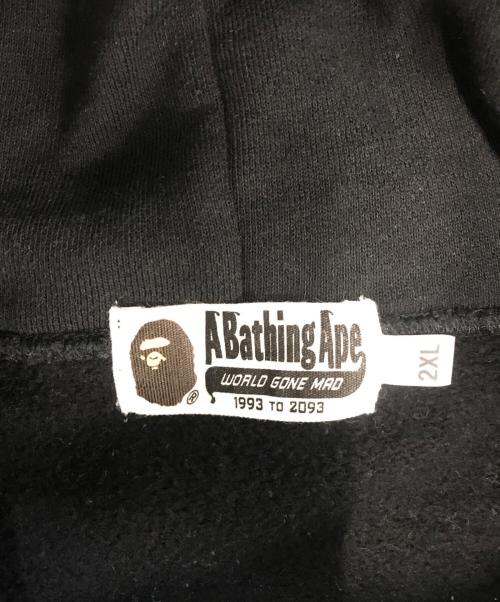 A Bathing Ape
WORLD GONE MAD
1993 TO 2093
®
2XL